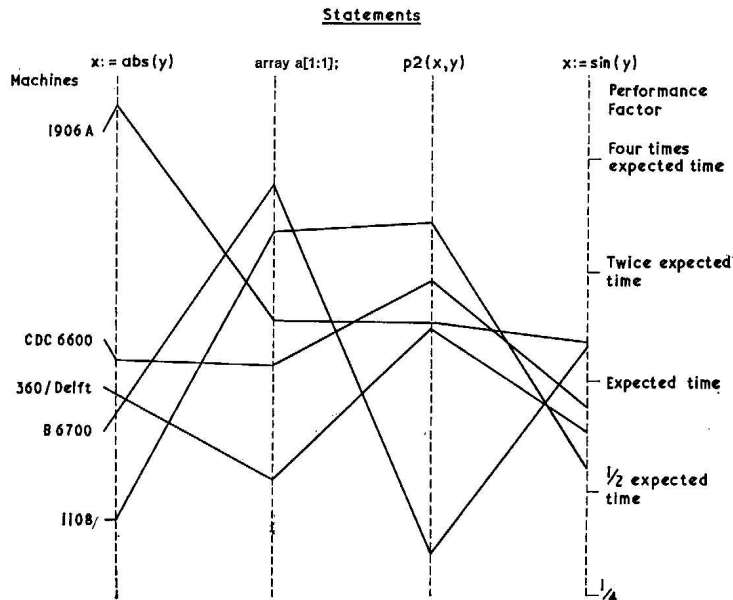 Statements
x:=abs(y)
array a[1:1];
p2(x,y)
x:=sin(y)
Machines
1906A
CDC 6600
360/Delft
B 6700
1108/
Performance
Factor
Four times
expected time
Twice expected
time
Expected time
1/2 expected
time
1/4